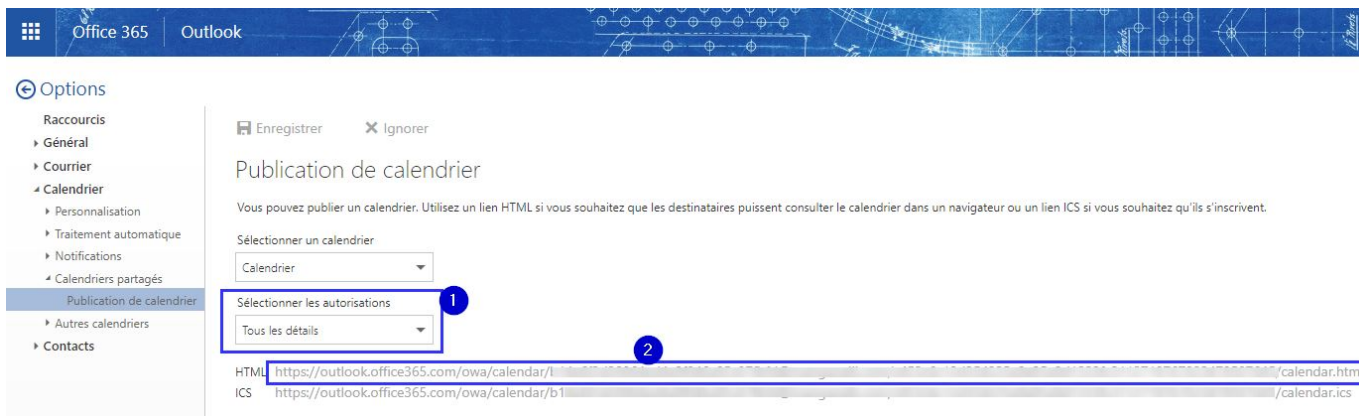 Office 365 Outlook
Options
Raccourcis
Général
Courrier
Calendrier
Personnalisation
Traitement automatique
Notifications
Calendriers partagés
Publication de calendrier
Autres calendriers
Contacts
Enregistrer Ignorer
Publication de calendrier
Vous pouvez publier un calendrier. Utilisez un lien HTML si vous souhaitez que les destinataires puissent consulter le calendrier dans un navigateur ou un lien ICS si vous souhaitez qu'ils s'inscrivent.
Sélectionner un calendrier
Calendrier
Sélectionner les autorisations 1
Tous les détails
2
HTML https://outlook.office365.com/owa/calendar/ /calendar.htm
ICS https://outlook.office365.com/owa/calendar/b1 /calendar.ics